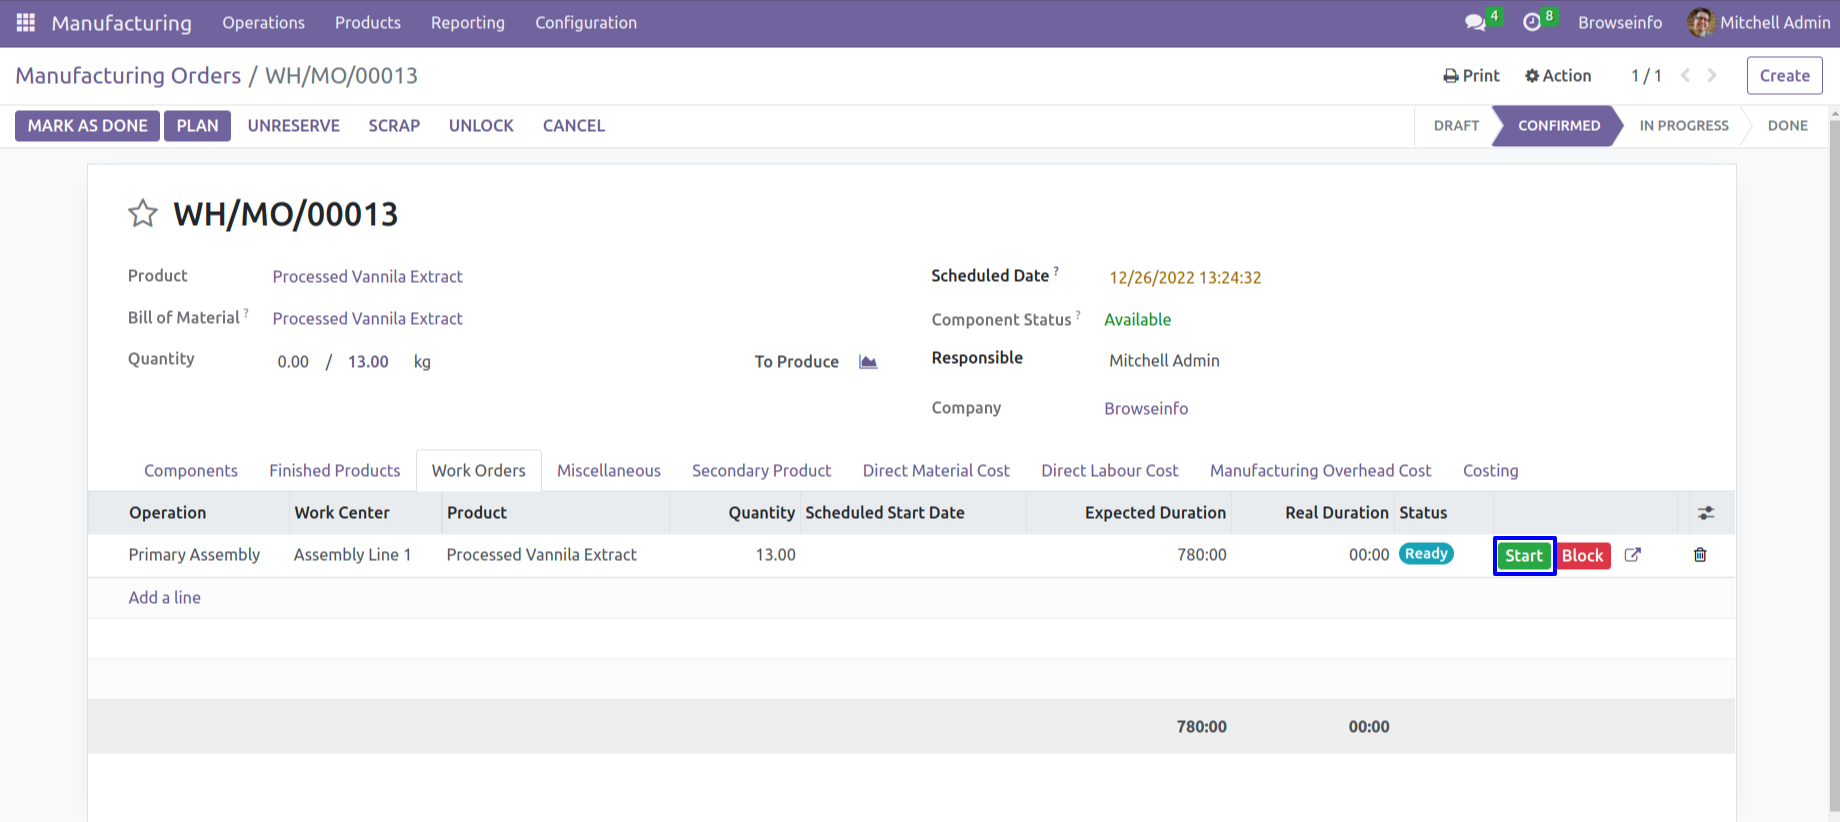 Manufacturing Operations Products Reporting Configuration 4 8 Browseinfo Mitchell Admin
Manufacturing Orders / WH/MO/00013 Print Action 1 / 1 Create
MARK AS DONE PLAN UNRESERVE SCRAP UNLOCK CANCEL DRAFT CONFIRMED IN PROGRESS DONE
WH/MO/00013
Product Processed Vannila Extract Scheduled Date ? 12/26/2022 13:24:32
Bill of Material ? Processed Vannila Extract Component Status ? Available
Quantity 0.00 / 13.00 kg To Produce Responsible Mitchell Admin
Company Browseinfo
Components Finished Products Work Orders Miscellaneous Secondary Product Direct Material Cost Direct Labour Cost Manufacturing Overhead Cost Costing
Operation Work Center Product Quantity Scheduled Start Date Expected Duration Real Duration Status
Primary Assembly Assembly Line 1 Processed Vannila Extract 13.00 780:00 00:00 Ready Start Block
Add a line
780:00 00:00